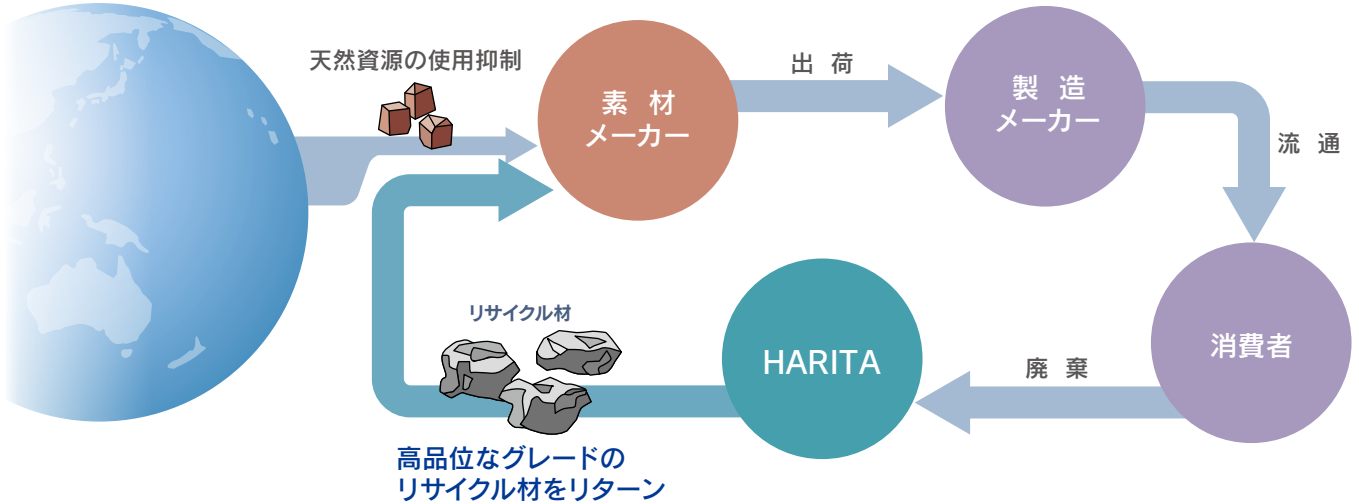 天然資源の使用抑制
素 材
メーカー
出 荷
製 造
メーカー
流 通
消費者
廃 棄
HARITA
リサイクル材
高品位なグレードの
リサイクル材をリターン